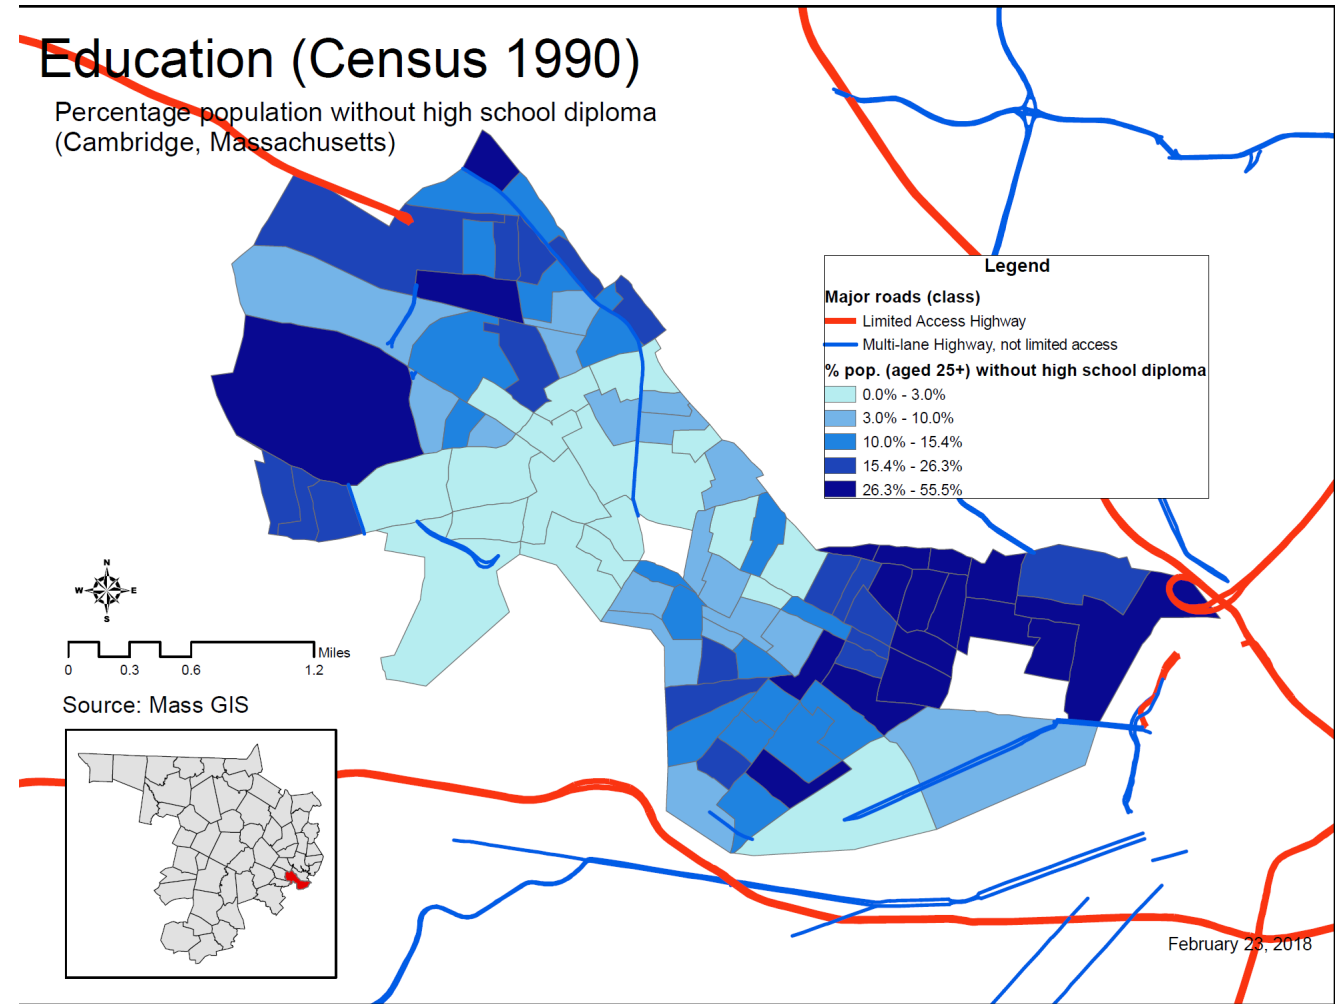 Education (Census 1990)
Percentage population without high school diploma
(Cambridge, Massachusetts)
Legend
Major roads (class)
Limited Access Highway
Multi-lane Highway, not limited access
% pop. (aged 25+) without high school diploma
0.0% - 3.0%
3.0% - 10.0%
10.0% - 15.4%
15.4% - 26.3%
26.3% - 55.5%
N
W E
S
Miles
0 0.3 0.6 1.2
Source: Mass GIS
February 23, 2018